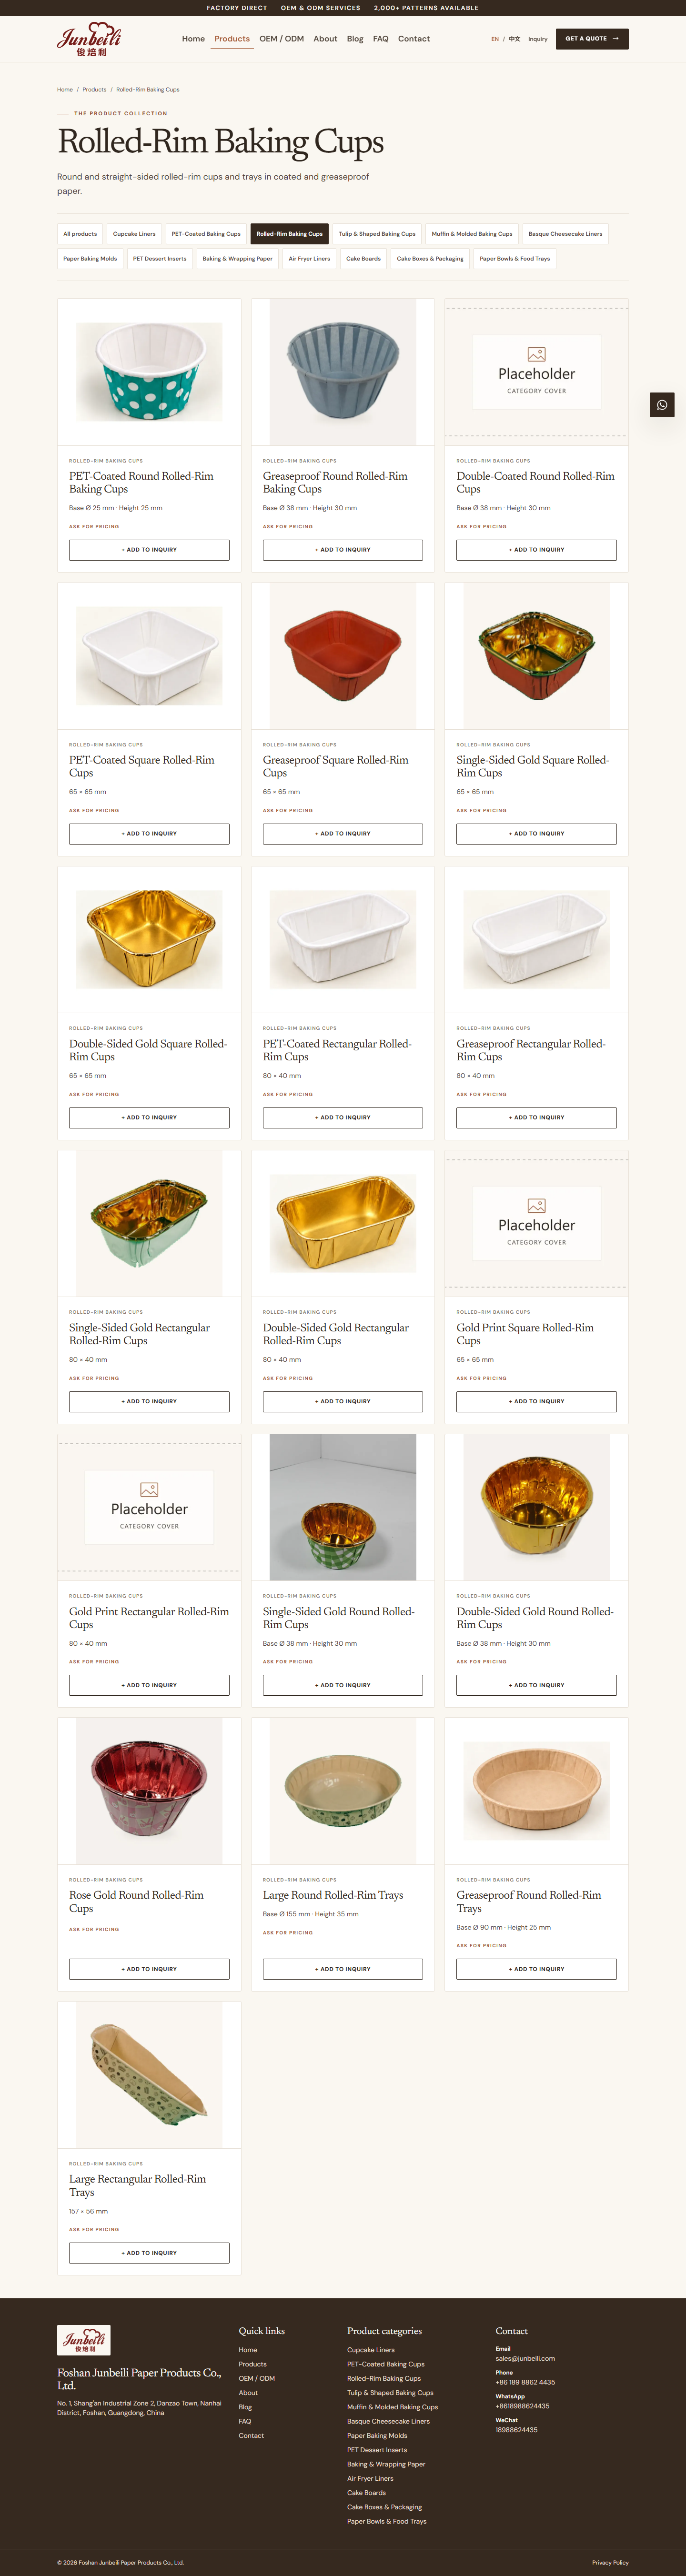 FACTORY DIRECT OEM & ODM SERVICES 2,000+ PATTERNS AVAILABLE
Junbeili
俊焙利
Home Products OEM / ODM About Blog FAQ Contact
EN / 中文 Inquiry GET A QUOTE →
Home / Products / Rolled-Rim Baking Cups
THE PRODUCT COLLECTION
Rolled-Rim Baking Cups
Round and straight-sided rolled-rim cups and trays in coated and greaseproof
paper.
All products Cupcake Liners PET-Coated Baking Cups Rolled-Rim Baking Cups Tulip & Shaped Baking Cups Muffin & Molded Baking Cups Basque Cheesecake Liners
Paper Baking Molds PET Dessert Inserts Baking & Wrapping Paper Air Fryer Liners Cake Boards Cake Boxes & Packaging Paper Bowls & Food Trays
ROLLED-RIM BAKING CUPS
PET-Coated Round Rolled-Rim
Baking Cups
Base Ø 25 mm · Height 25 mm
ASK FOR PRICING
+ ADD TO INQUIRY
ROLLED-RIM BAKING CUPS
Greaseproof Round Rolled-Rim
Baking Cups
Base Ø 38 mm · Height 30 mm
ASK FOR PRICING
+ ADD TO INQUIRY
Placeholder
CATEGORY COVER
ROLLED-RIM BAKING CUPS
Double-Coated Round Rolled-Rim
Cups
Base Ø 38 mm · Height 30 mm
ASK FOR PRICING
+ ADD TO INQUIRY
ROLLED-RIM BAKING CUPS
PET-Coated Square Rolled-Rim
Cups
65 × 65 mm
ASK FOR PRICING
+ ADD TO INQUIRY
ROLLED-RIM BAKING CUPS
Greaseproof Square Rolled-Rim
Cups
65 × 65 mm
ASK FOR PRICING
+ ADD TO INQUIRY
ROLLED-RIM BAKING CUPS
Single-Sided Gold Square Rolled-
Rim Cups
65 × 65 mm
ASK FOR PRICING
+ ADD TO INQUIRY
ROLLED-RIM BAKING CUPS
Double-Sided Gold Square Rolled-
Rim Cups
65 × 65 mm
ASK FOR PRICING
+ ADD TO INQUIRY
ROLLED-RIM BAKING CUPS
PET-Coated Rectangular Rolled-
Rim Cups
80 × 40 mm
ASK FOR PRICING
+ ADD TO INQUIRY
ROLLED-RIM BAKING CUPS
Greaseproof Rectangular Rolled-
Rim Cups
80 × 40 mm
ASK FOR PRICING
+ ADD TO INQUIRY
ROLLED-RIM BAKING CUPS
Single-Sided Gold Rectangular
Rolled-Rim Cups
80 × 40 mm
ASK FOR PRICING
+ ADD TO INQUIRY
ROLLED-RIM BAKING CUPS
Double-Sided Gold Rectangular
Rolled-Rim Cups
80 × 40 mm
ASK FOR PRICING
+ ADD TO INQUIRY
Placeholder
CATEGORY COVER
ROLLED-RIM BAKING CUPS
Gold Print Square Rolled-Rim
Cups
65 × 65 mm
ASK FOR PRICING
+ ADD TO INQUIRY
Placeholder
CATEGORY COVER
ROLLED-RIM BAKING CUPS
Gold Print Rectangular Rolled-Rim
Cups
80 × 40 mm
ASK FOR PRICING
+ ADD TO INQUIRY
ROLLED-RIM BAKING CUPS
Single-Sided Gold Round Rolled-
Rim Cups
Base Ø 38 mm · Height 30 mm
ASK FOR PRICING
+ ADD TO INQUIRY
ROLLED-RIM BAKING CUPS
Double-Sided Gold Round Rolled-
Rim Cups
Base Ø 38 mm · Height 30 mm
ASK FOR PRICING
+ ADD TO INQUIRY
ROLLED-RIM BAKING CUPS
Rose Gold Round Rolled-Rim
Cups
ASK FOR PRICING
+ ADD TO INQUIRY
ROLLED-RIM BAKING CUPS
Large Round Rolled-Rim Trays
Base Ø 155 mm · Height 35 mm
ASK FOR PRICING
+ ADD TO INQUIRY
ROLLED-RIM BAKING CUPS
Greaseproof Round Rolled-Rim
Trays
Base Ø 90 mm · Height 25 mm
ASK FOR PRICING
+ ADD TO INQUIRY
ROLLED-RIM BAKING CUPS
Large Rectangular Rolled-Rim
Trays
157 × 56 mm
ASK FOR PRICING
+ ADD TO INQUIRY
Junbeili
俊焙利
Foshan Junbeili Paper Products Co.,
Ltd.
No. 1, Shang'an Industrial Zone 2, Danzao Town, Nanhai
District, Foshan, Guangdong, China
Quick links
Home
Products
OEM / ODM
About
Blog
FAQ
Contact
Product categories
Cupcake Liners
PET-Coated Baking Cups
Rolled-Rim Baking Cups
Tulip & Shaped Baking Cups
Muffin & Molded Baking Cups
Basque Cheesecake Liners
Paper Baking Molds
PET Dessert Inserts
Baking & Wrapping Paper
Air Fryer Liners
Cake Boards
Cake Boxes & Packaging
Paper Bowls & Food Trays
Contact
Email
sales@junbeili.com
Phone
+86 189 8862 4435
WhatsApp
+8618988624435
WeChat
18988624435
© 2026 Foshan Junbeili Paper Products Co., Ltd.
Privacy Policy